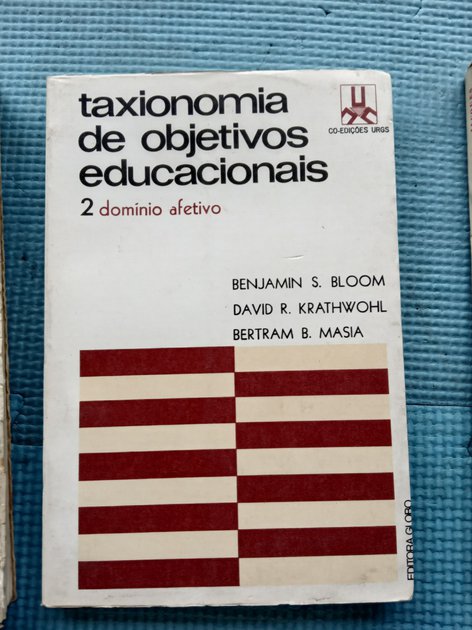 taxionomia
de objetivos
educacionais
2 domínio afetivo
CO-EDIÇÕES URGS
BENJAMIN S. BLOOM
DAVID R. KRATHWOHL
BERTRAM B. MASIA
EDITORA GLOBO